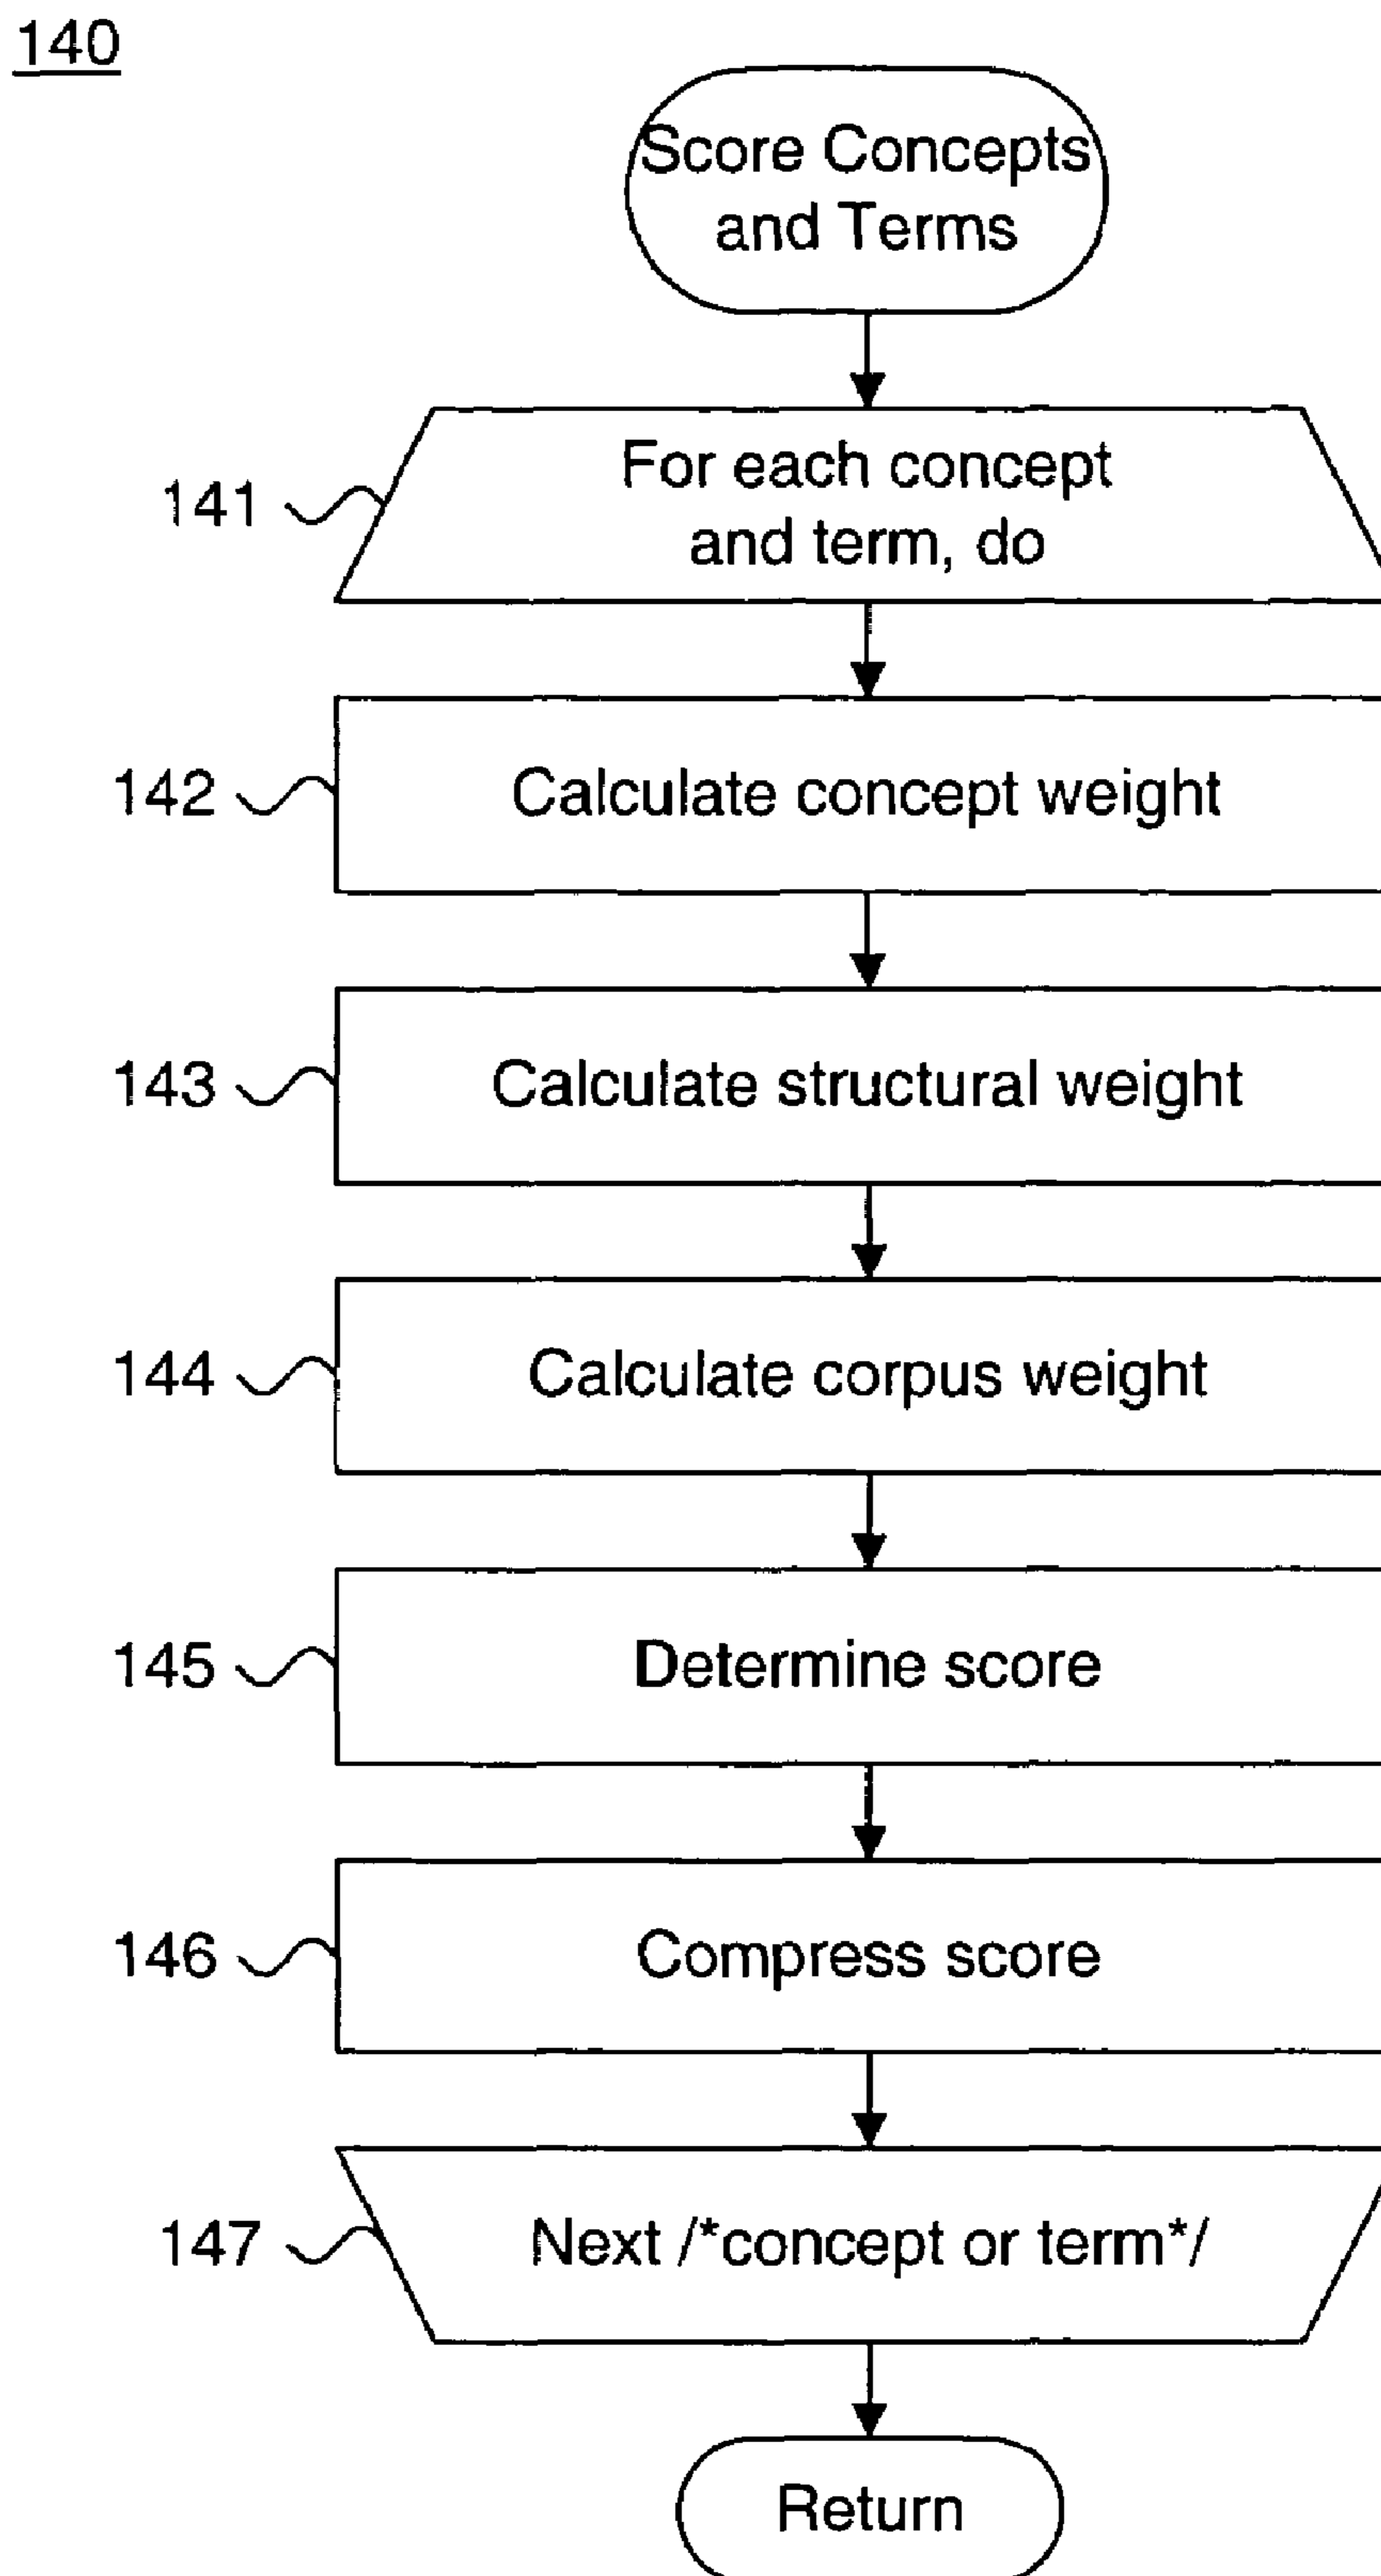 140
Score Concepts
and Terms
141
For each concept
and term, do
142
Calculate concept weight
143
Calculate structural weight
144
Calculate corpus weight
145
Determine score
146
Compress score
147
Next /*concept or term*/
Return